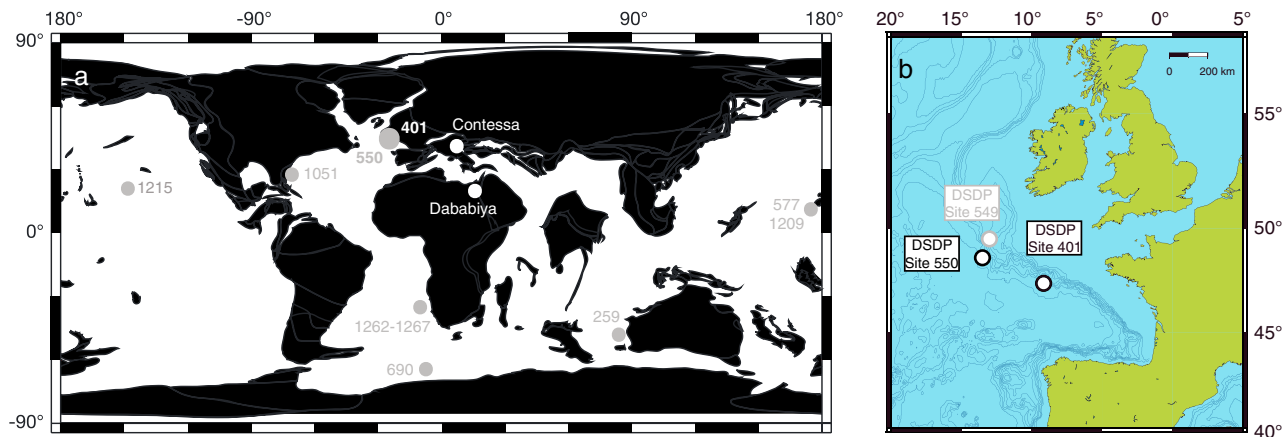 180°
-90°
0°
90°
180°
90°
0°
-90°
a
401
550
Contessa
Dababiya
1051
1215
577
1209
1262-1267
259
690
20°
15°
10°
5°
0°
5°
b
0
200 km
55°
50°
45°
40°
DSDP
Site 549
DSDP
Site 401
DSDP
Site 550